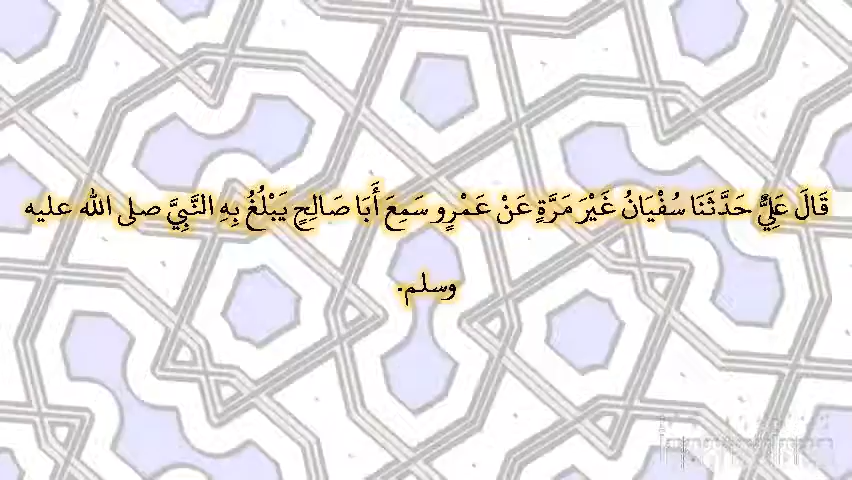 قَالَ عَلِيٌّ حَدَّثَنَا سُفْيَانُ غَيْرَ مَرَّةٍ عَنْ عَمْرٍو سَمِعَ أَبَا صَالِحٍ يَبْلُغُ بِهِ النَّبِيَّ صلى الله عليه
وسلم.